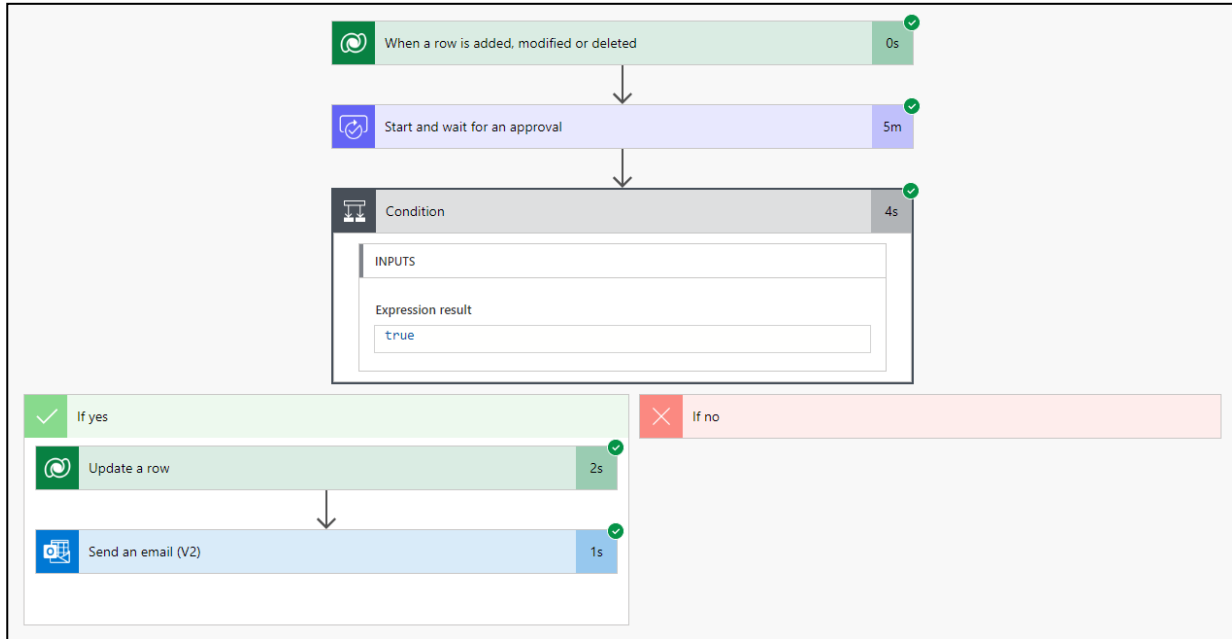 When a row is added, modified or deleted 0s
Start and wait for an approval 5m
Condition 4s
INPUTS
Expression result
true
If yes
If no
Update a row 2s
Send an email (V2) 1s